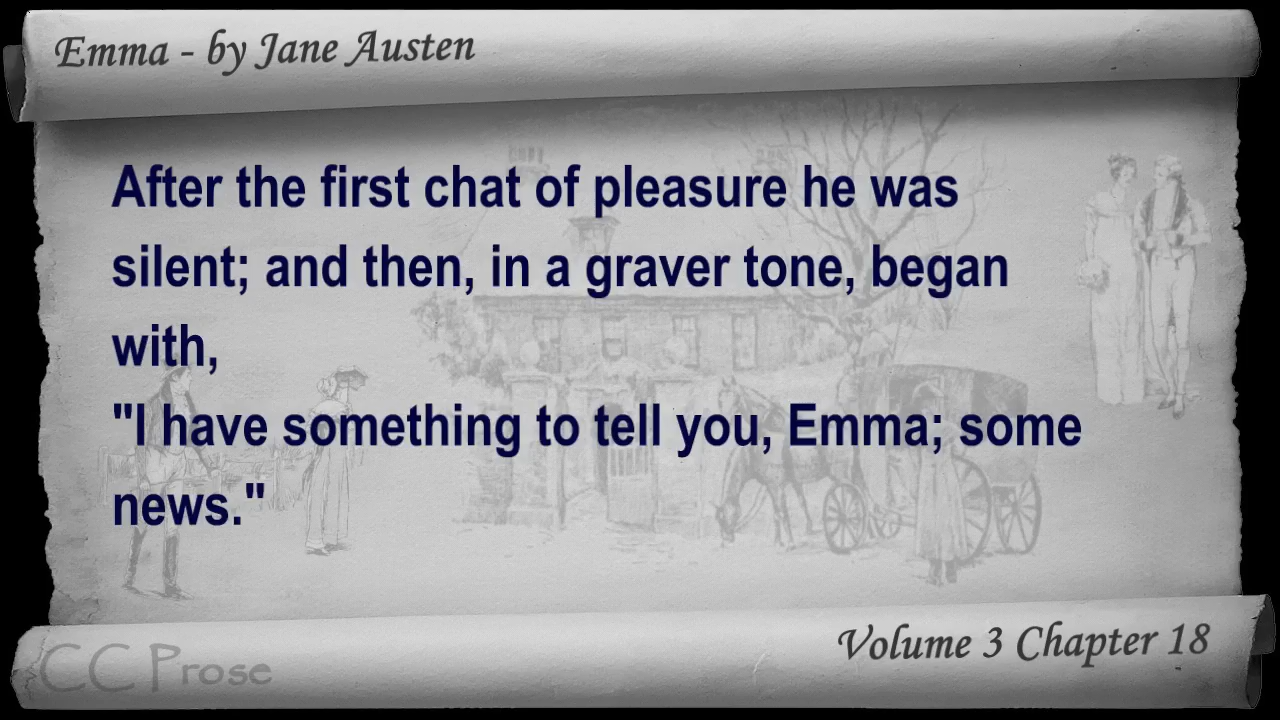 Emma - by Jane Austen
After the first chat of pleasure he was
silent; and then, in a graver tone, began
with,
"I have something to tell you, Emma; some
news."
Volume 3 Chapter 18
CC Prose